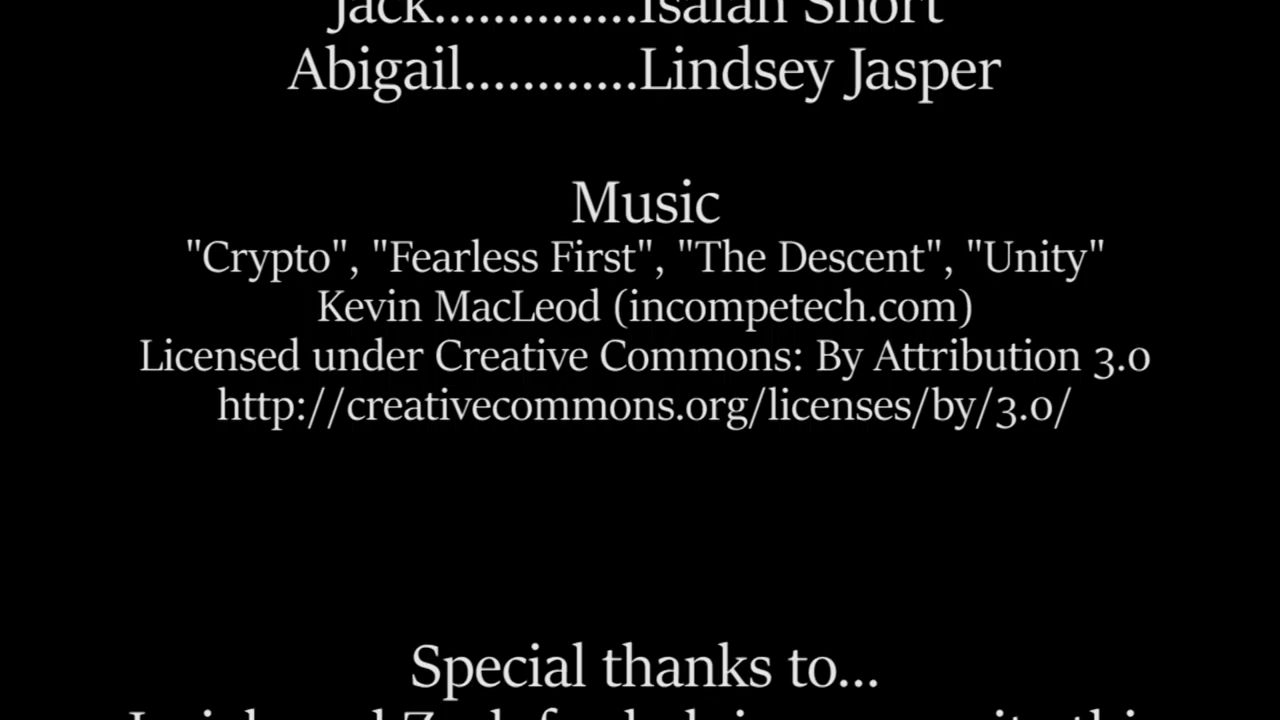 Jack..............Isaiah Short
Abigail............Lindsey Jasper
Music
"Crypto", "Fearless First", "The Descent", "Unity"
Kevin MacLeod (incompetech.com)
Licensed under Creative Commons: By Attribution 3.0
http://creativecommons.org/licenses/by/3.0/
Special thanks to...